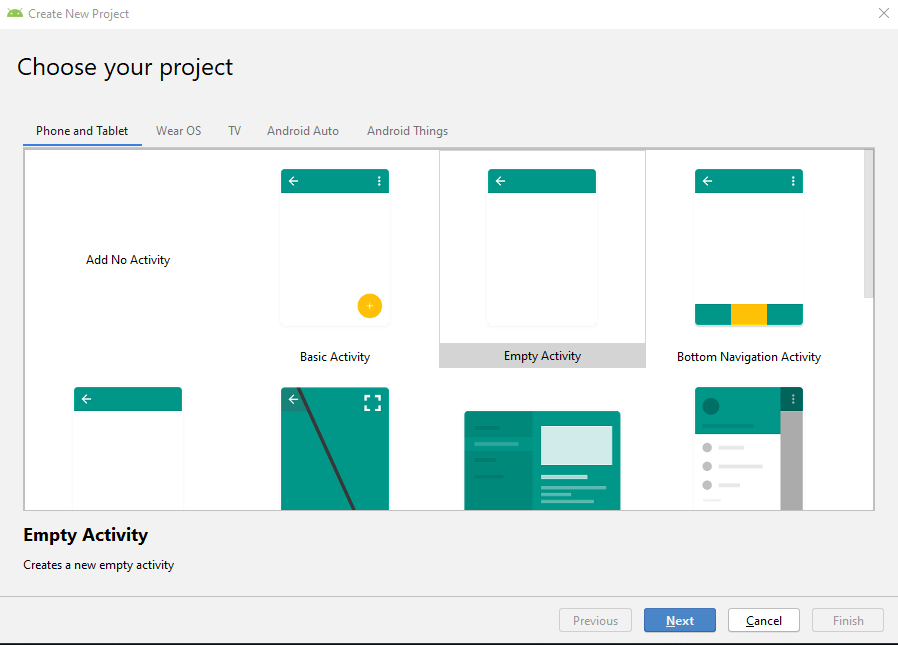 Create New Project
Choose your project
Phone and Tablet
Wear OS
TV
Android Auto
Android Things
Add No Activity
Basic Activity
Empty Activity
Bottom Navigation Activity
Empty Activity
Creates a new empty activity
Previous
Next
Cancel
Finish